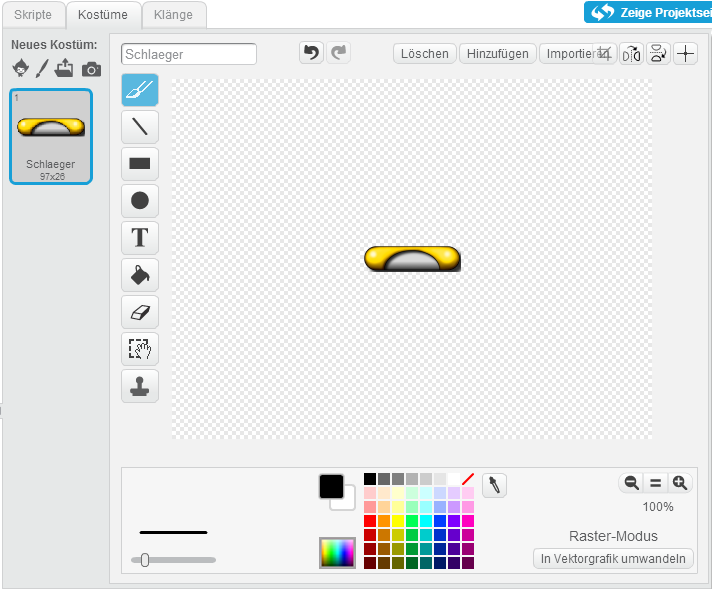 Skripte
Kostüme
Klänge
Zeige Projektsei
Neues Kostüm:
1
Schlaeger
97x26
Schlaeger
Löschen
Hinzufügen
Importieren
T
100%
Raster-Modus
In Vektorgrafik umwandeln